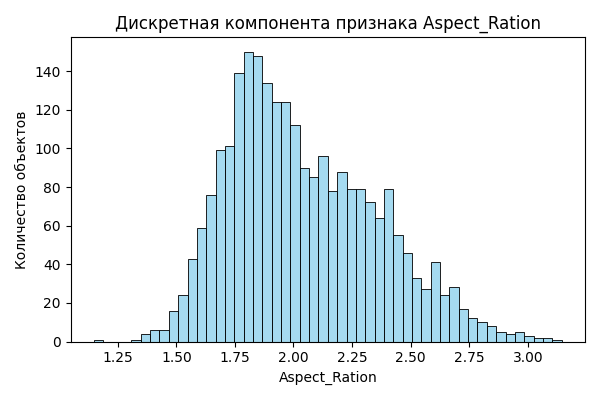 Дискретная компонента признака Aspect_Ration
Количество объектов
140
120
100
80
60
40
20
0
1.25 1.50 1.75 2.00 2.25 2.50 2.75 3.00
Aspect_Ration